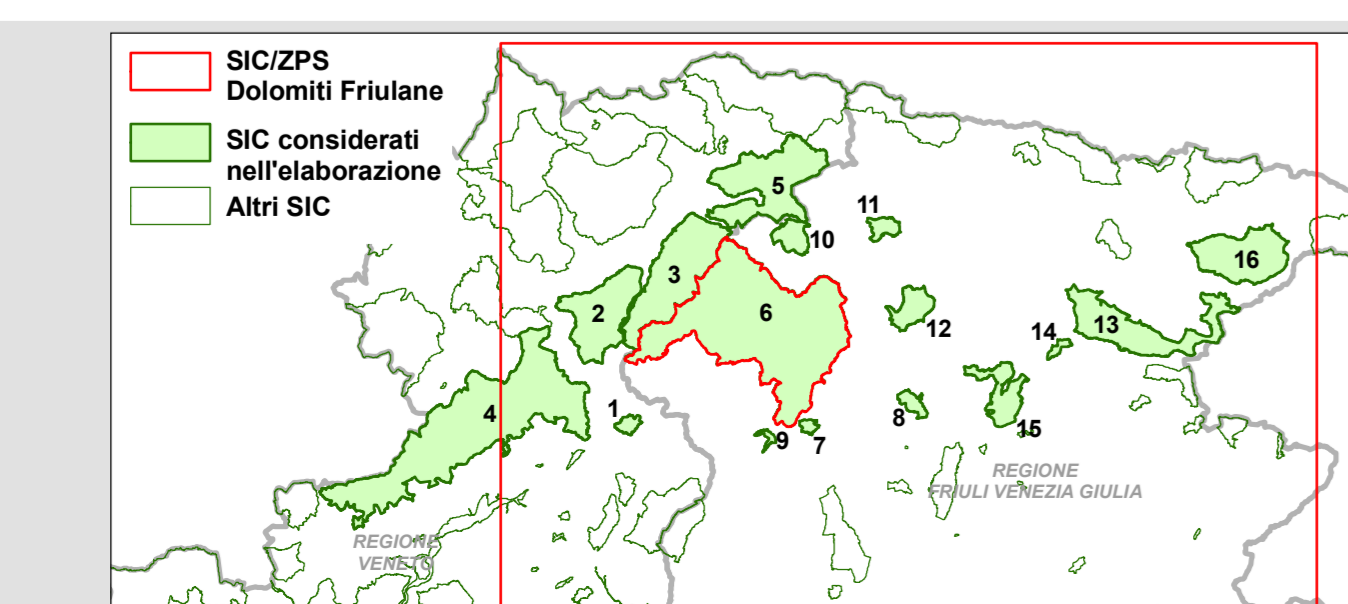 SIC/ZPS
Dolomiti Friulane
SIC considerati
nell'elaborazione
Altri SIC
5
11
10
16
3
2
6
12
14
13
4
1
8
9
7
15
REGIONE
FRIULI VENEZIA GIULIA
REGIONE
VENETO